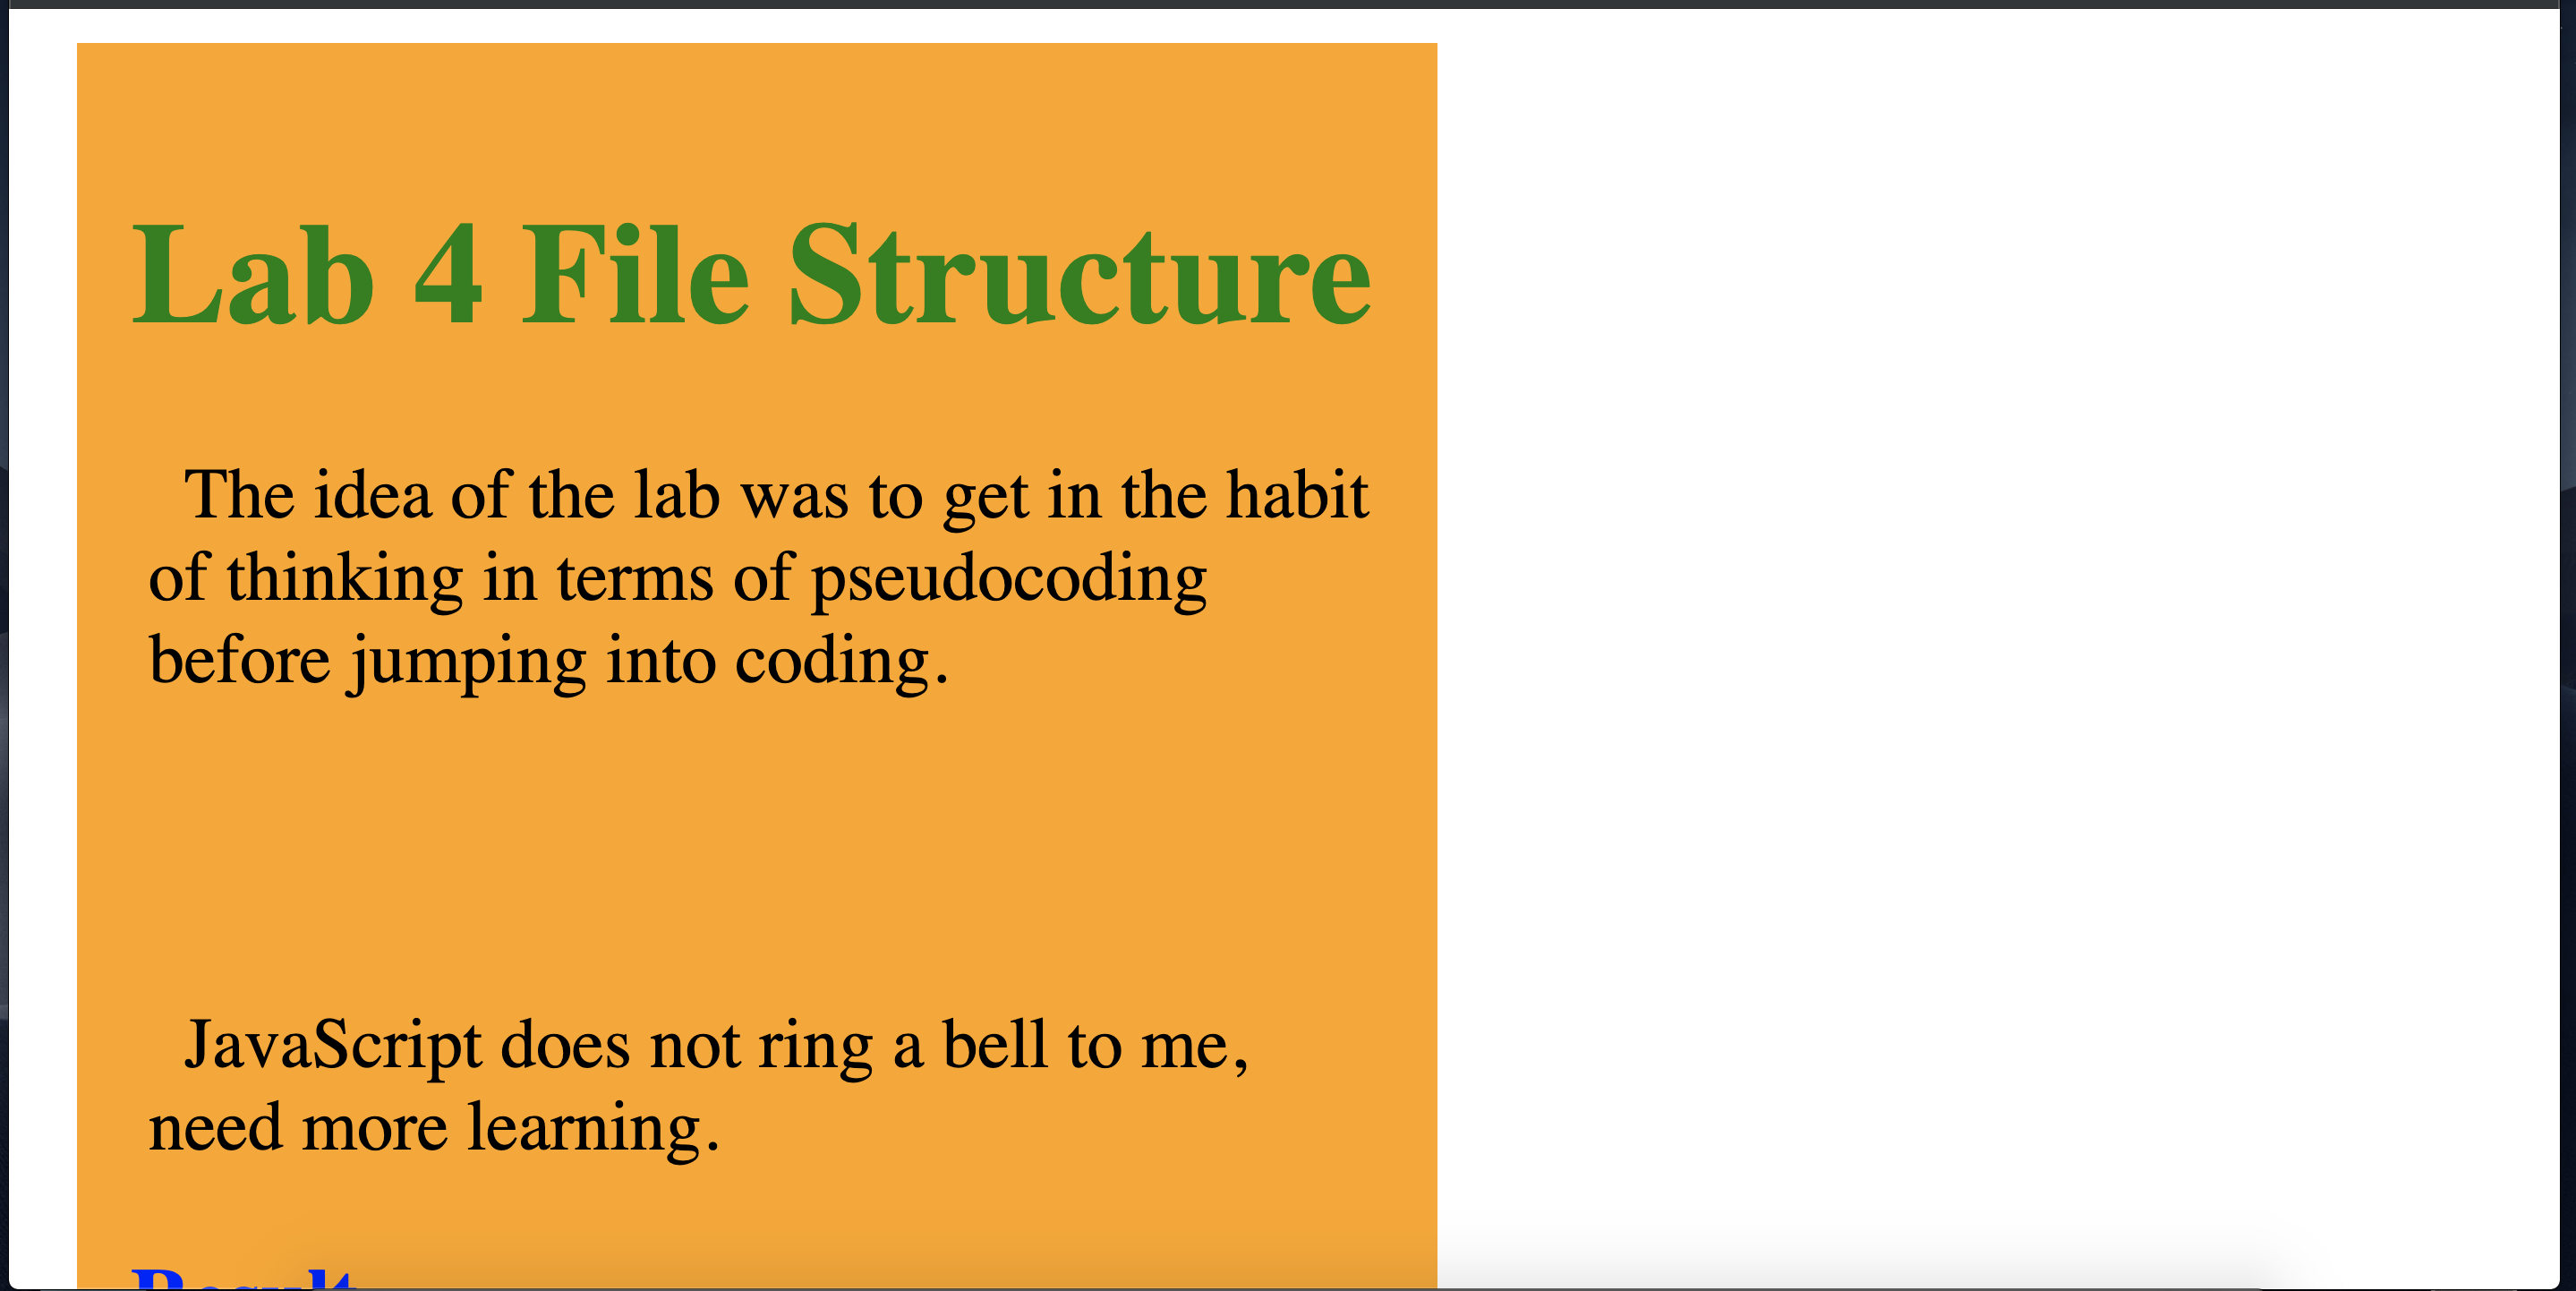 Lab 4 File Structure
The idea of the lab was to get in the habit
of thinking in terms of pseudocoding
before jumping into coding.
JavaScript does not ring a bell to me,
need more learning.
Result